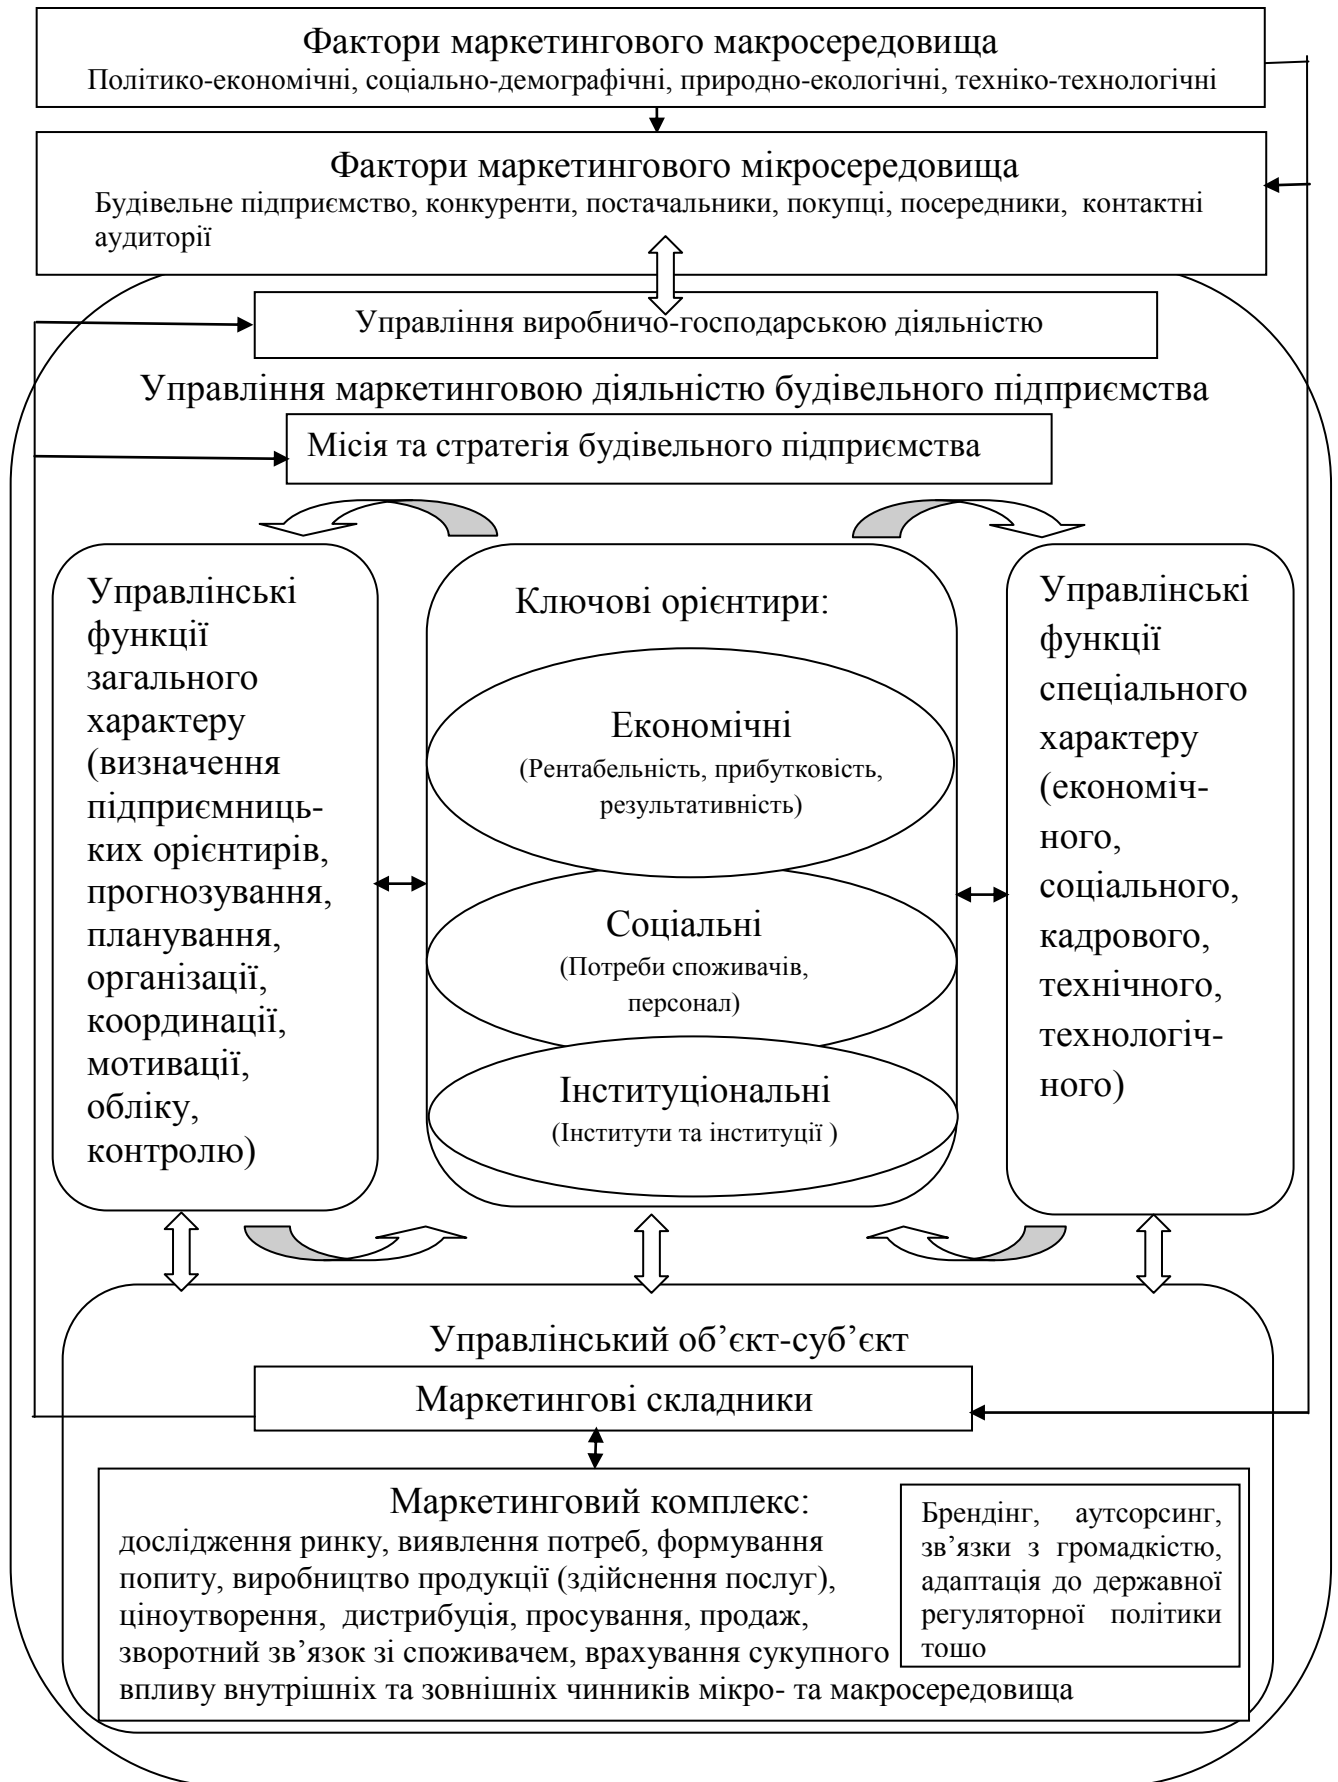 Фактори маркетингового макросередовища
Політико-економічні, соціально-демографічні, природно-екологічні, техніко-технологічні
Фактори маркетингового мікросередовища
Будівельне підприємство, конкуренти, постачальники, покупці, посередники, контактні
аудиторії
Управління виробничо-господарською діяльністю
Управління маркетинговою діяльністю будівельного підприємства
Місія та стратегія будівельного підприємства
Управлінські
функції
загального
характеру
(визначення
підприємниць-
ких орієнтирів,
прогнозування,
планування,
організації,
координації,
мотивації,
обліку,
контролю)
Ключові орієнтири:
Економічні
(Рентабельність, прибутковість,
результативність)
Соціальні
(Потреби споживачів,
персонал)
Інституціональні
(Інститути та інституції )
Управлінські
функції
спеціального
характеру
(економіч-
ного,
соціального,
кадрового,
технічного,
технологіч-
ного)
Управлінський об’єкт-суб’єкт
Маркетингові складники
Маркетинговий комплекс:
дослідження ринку, виявлення потреб, формування
попиту, виробництво продукції (здійснення послуг),
ціноутворення, дистрибуція, просування, продаж,
зворотний зв’язок зі споживачем, врахування сукупного
впливу внутрішніх та зовнішніх чинників мікро- та макросередовища
Брендінг, аутсорсинг,
зв’язки з громадкістю,
адаптація до державної
регуляторної політики
тошо